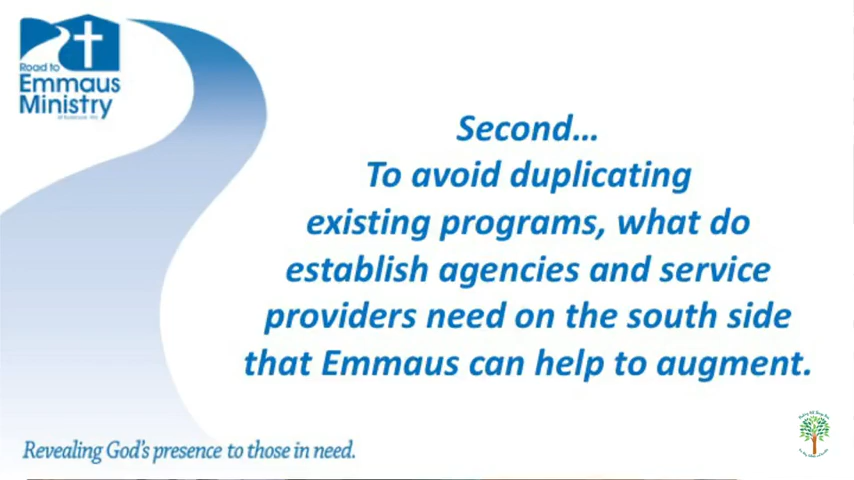 Road to
Emmaus
Ministry
Second...
To avoid duplicating
existing programs, what do
establish agencies and service
providers need on the south side
that Emmaus can help to augment.
Revealing God's presence to those in need.